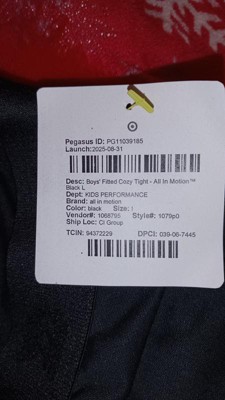 Pegasus ID: PG11039185
Launch:2025-08-31
Desc: Boys' Fitted Cozy Tight - All In Motion™
Black L
Dept: KIDS PERFORMANCE
Brand: all in motion
Color: black Size: l
Vendor#: 1068795 Style#: 1079p0
Ship Loc: CI Group
TCIN: 94372229 DPCI: 039-06-7445